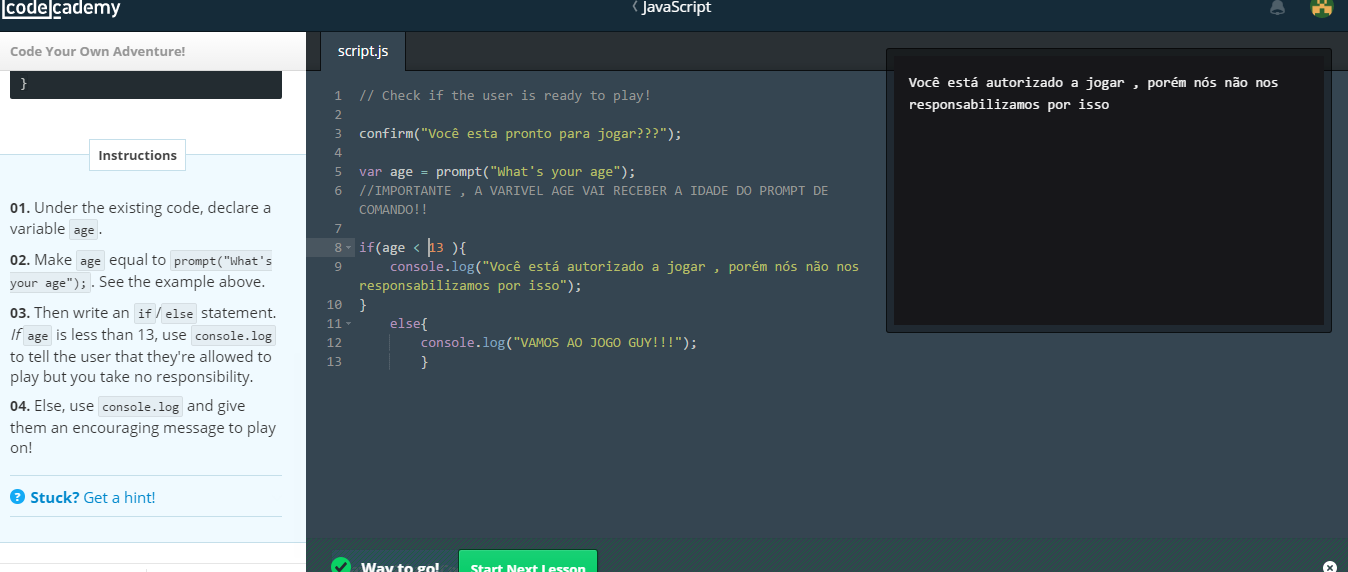 codecademy
JavaScript
Code Your Own Adventure!
}
Instructions
01. Under the existing code, declare a
variable age .
02. Make age equal to prompt("What's
your age"); . See the example above.
03. Then write an if / else statement.
If age is less than 13, use console.log
to tell the user that they're allowed to
play but you take no responsibility.
04. Else, use console.log and give
them an encouraging message to play
on!
? Stuck? Get a hint!
script.js
1 // Check if the user is ready to play!
2
3 confirm("Você esta pronto para jogar???");
4
5 var age = prompt("What's your age");
6 //IMPORTANTE , A VARIVEL AGE VAI RECEBER A IDADE DO PROMPT DE
COMANDO!!
7
8 if(age < 13 ){
9 console.log("Você está autorizado a jogar , porém nós não nos
responsabilizamos por isso");
10 }
11 else{
12 console.log("VAMOS AO JOGO GUY!!!");
13 }
Você está autorizado a jogar , porém nós não nos
responsabilizamos por isso
Way to go!
Start Next Lesson